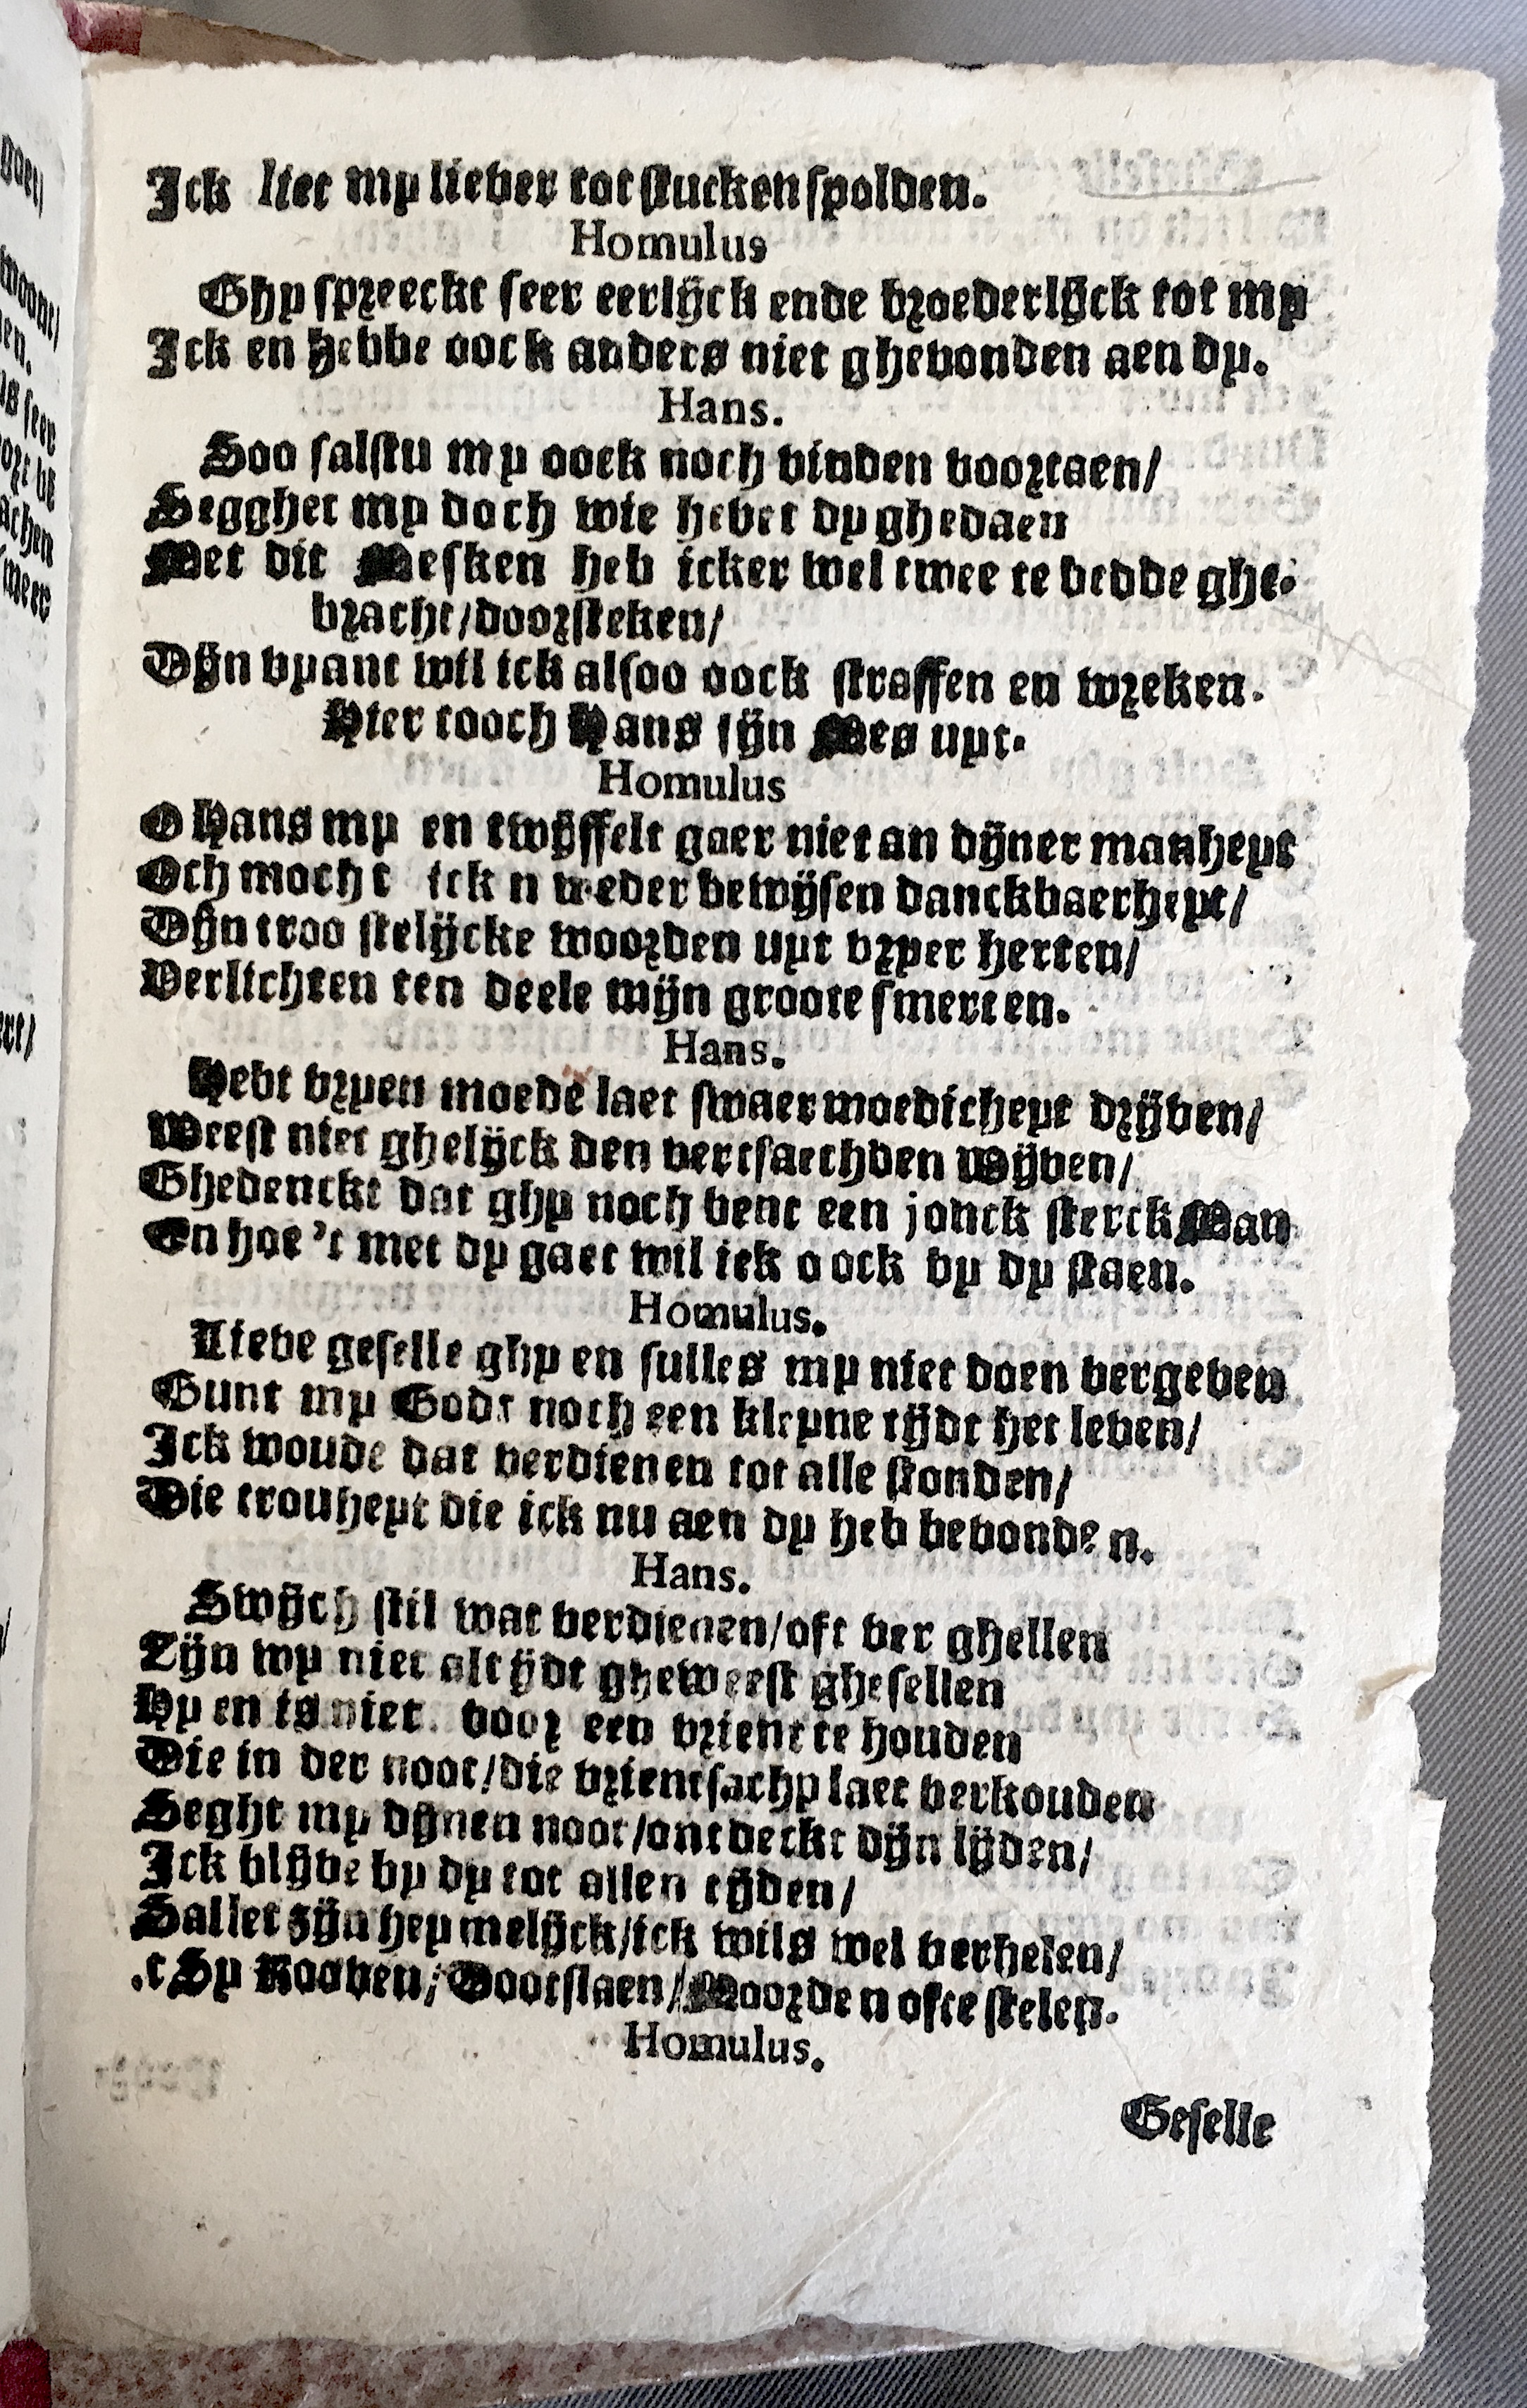 Ick liet my liever tot stucken spolden.
Homulus
Ghy spreeckt seer eerlijck ende broederlijck tot my
Ick en hebbe oock anders niet ghevonden aen dy.
Hans.
Soo salstu my oock noch vinden voortaen/
Segghet my doch wie hevet dy ghedaen
Met dit Mesken heb icker wel twee te bedde ghe-
bracht/doorsteken/
Dijn vyant wil ick alsoo oock straffen en wreken.
Hier tooch Hans sijn Mes uyt.
Homulus
O Hans my en twijffelt gaer niet an dijner manheyt
Och mocht ick u weder bewijsen danckbaerheyt/
Dijn troostelijcke woorden uyt vryer herten/
Verlichten ten deele mijn groote smerten.
Hans.
Hebt vryen moede laet swaermoedicheyt drijven/
Weest niet ghelijck den vertsaechden Wijven/
Ghedenckt dat ghy noch bent een jonck sterck Man
En hoe 't met dy gaet wil ick oock by dy staen.
Homulus.
Lieve geselle ghy en sulles my niet doen vergeven
Gunt my Godt noch een kleyne tijdt het leven/
Ick woude dat verdienen tot alle stonden/
Die trouheyt die ick nu aen dy heb bevonden.
Hans.
Swijch stil wat verdienen/oft ver ghellen
Zijn wy niet altijdt gheweest ghesellen
Hy en is niet voor een vrient te houden
Die in der noot/die vrientsachp laet verkouden
Seght my dijnen noot/ontdeckt dijn lijden/
Ick blijve by dy tot allen tijden/
Sallet zijn heymelijck/ick wils wel verhelen/
't Sy Rooven/Dootslaen/Moorden ofte stelen.
Homulus.
Geselle